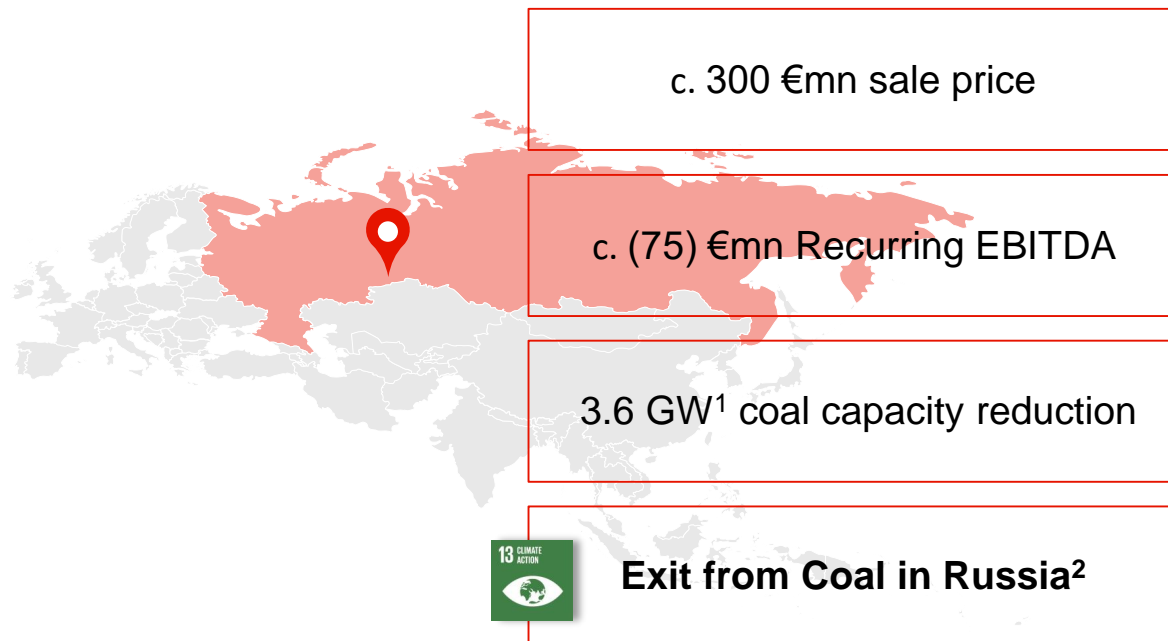 c. 300 €mn sale price
c. (75) €mn Recurring EBITDA
3.6 GW¹ coal capacity reduction
13 CLIMATE
ACTION
Exit from Coal in Russia²